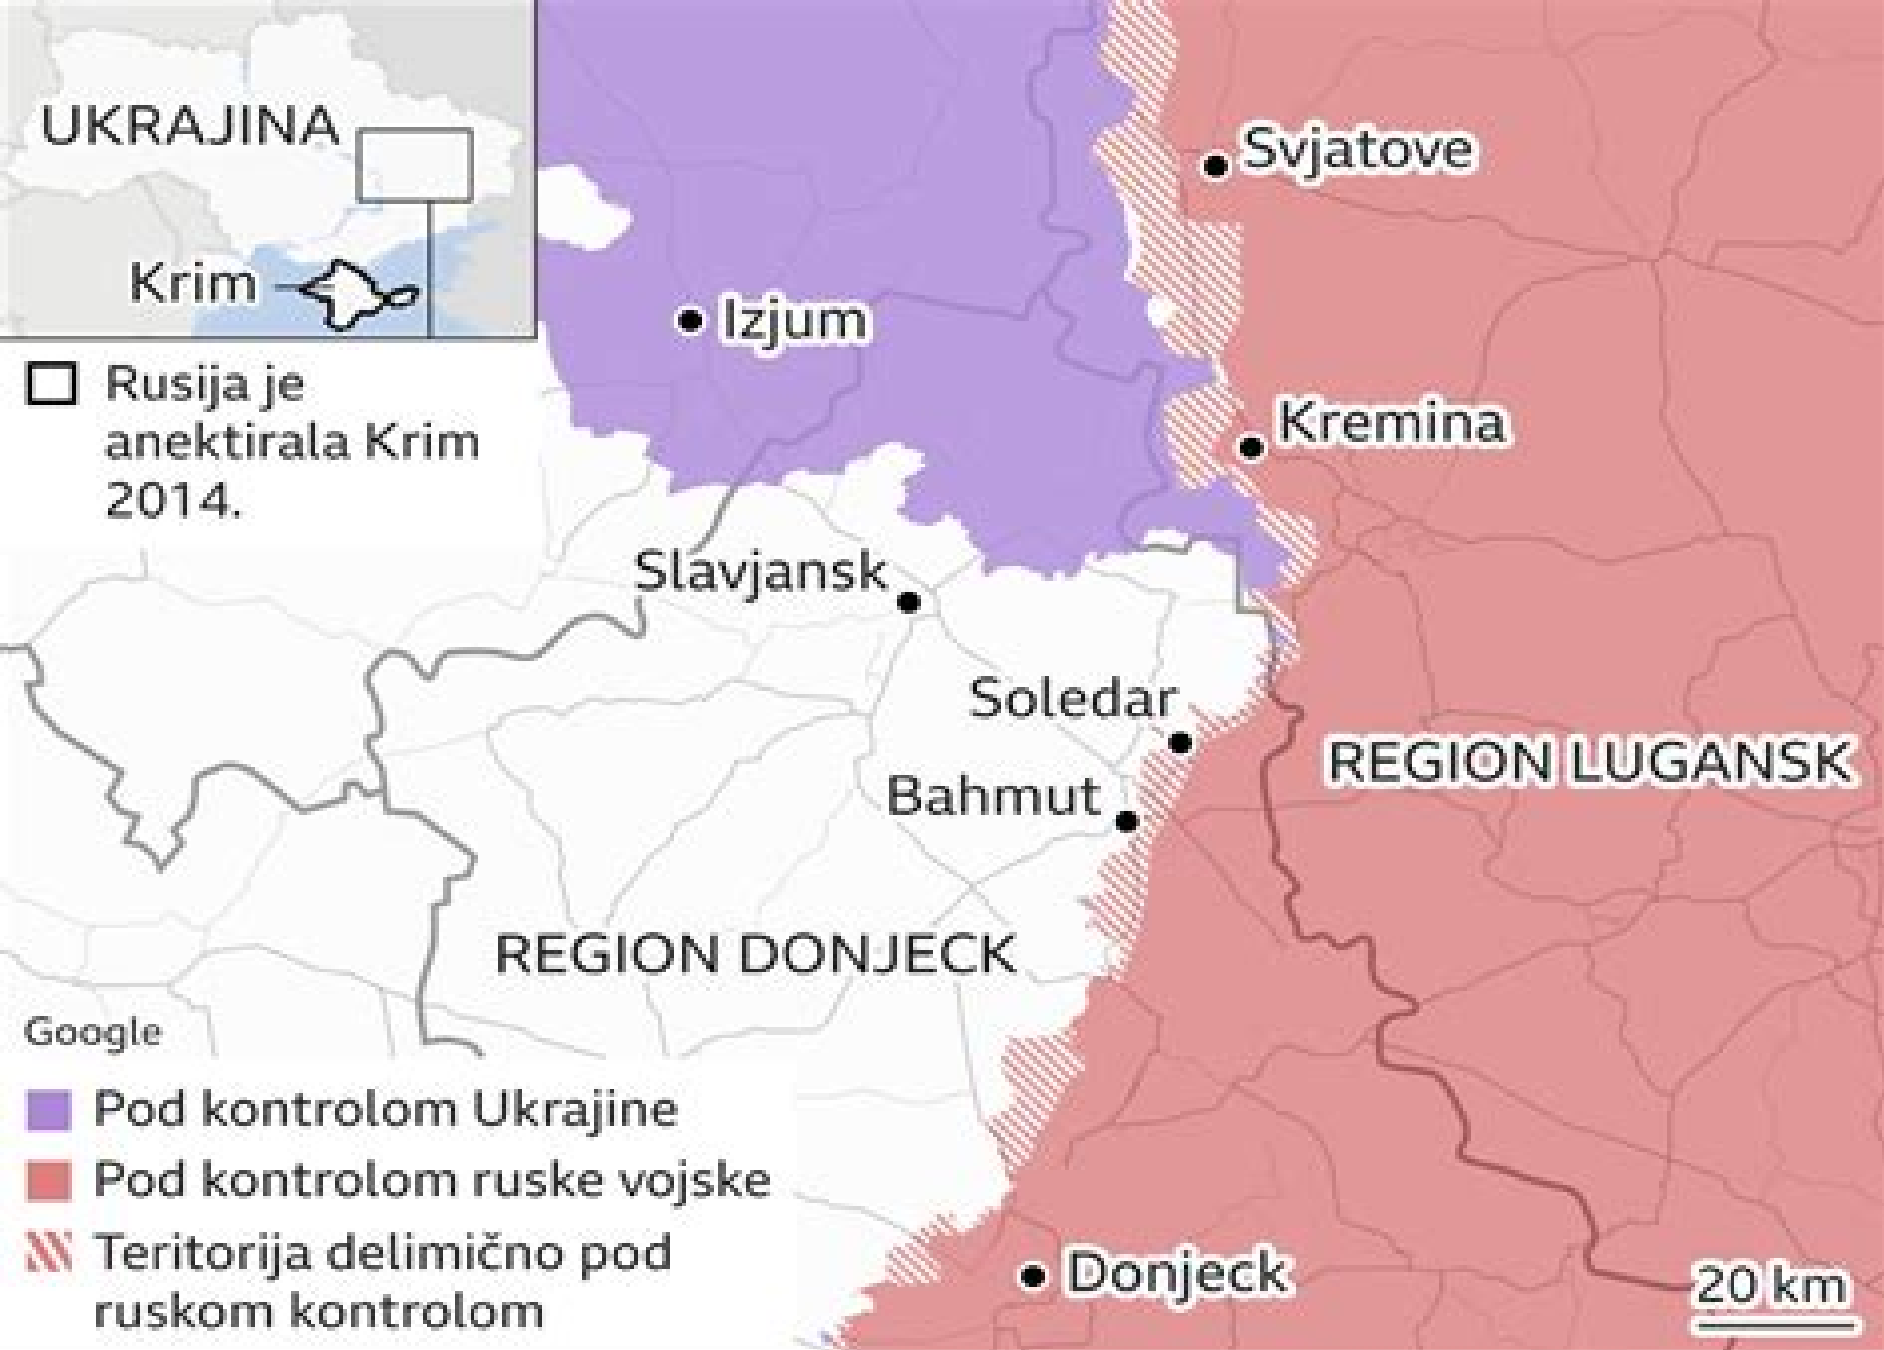 UKRAJINA
Krim
Rusija je
anektirala Krim
2014.
Svjatove
Izjum
Kremina
Slavjansk
Soledar
Bahmut
REGION LUGANSK
REGION DONJECK
Google
Pod kontrolom Ukrajine
Pod kontrolom ruske vojske
Teritorija delimično pod
ruskom kontrolom
Donjeck
20 km